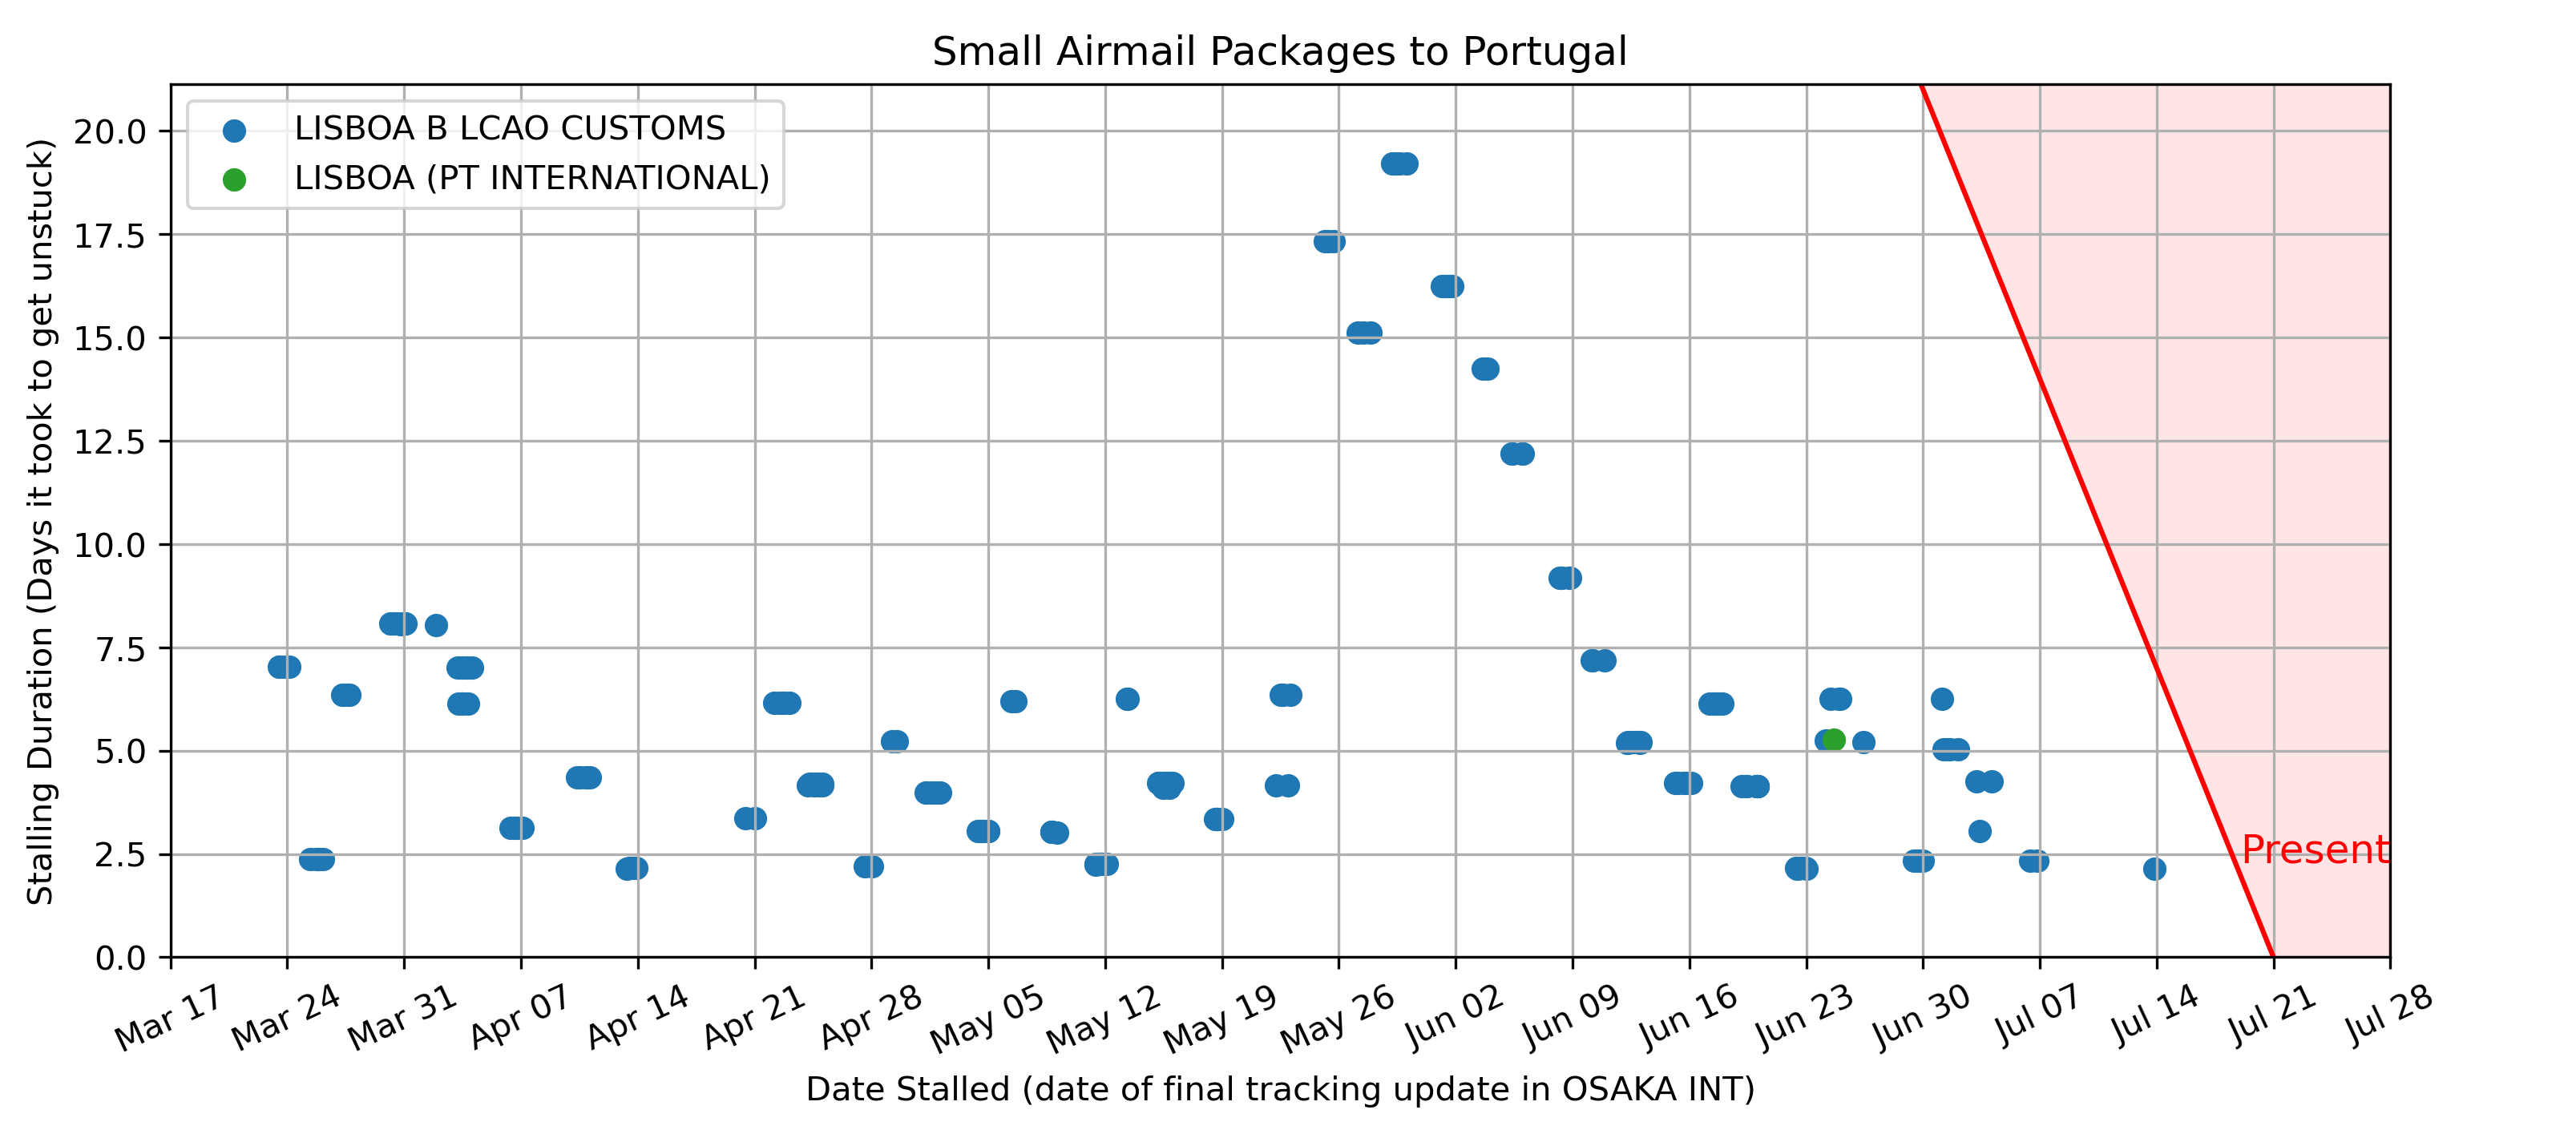 Small Airmail Packages to Portugal
LISBOA B LCAO CUSTOMS
LISBOA (PT INTERNATIONAL)
Stalling Duration (Days it took to get unstuck)
20.0
17.5
15.0
12.5
10.0
7.5
5.0
2.5
0.0
Present
Mar 17
Mar 24
Mar 31
Apr 07
Apr 14
Apr 21
Apr 28
May 05
May 12
May 19
May 26
Jun 02
Jun 09
Jun 16
Jun 23
Jun 30
Jul 07
Jul 14
Jul 21
Jul 28
Date Stalled (date of final tracking update in OSAKA INT)